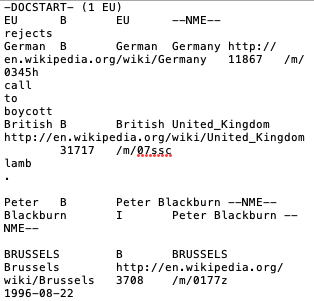 -DOCSTART- (1 EU)
EU B EU --NME--
rejects
German B German Germany http://
en.wikipedia.org/wiki/Germany 11867 /m/
0345h
call
to
boycott
British B British United_Kingdom
http://en.wikipedia.org/wiki/United_Kingdom
31717 /m/07ssc
lamb
.
Peter B Peter Blackburn --NME--
Blackburn I Peter Blackburn --
NME--
BRUSSELS B BRUSSELS
Brussels http://en.wikipedia.org/
wiki/Brussels 3708 /m/0177z
1996-08-22